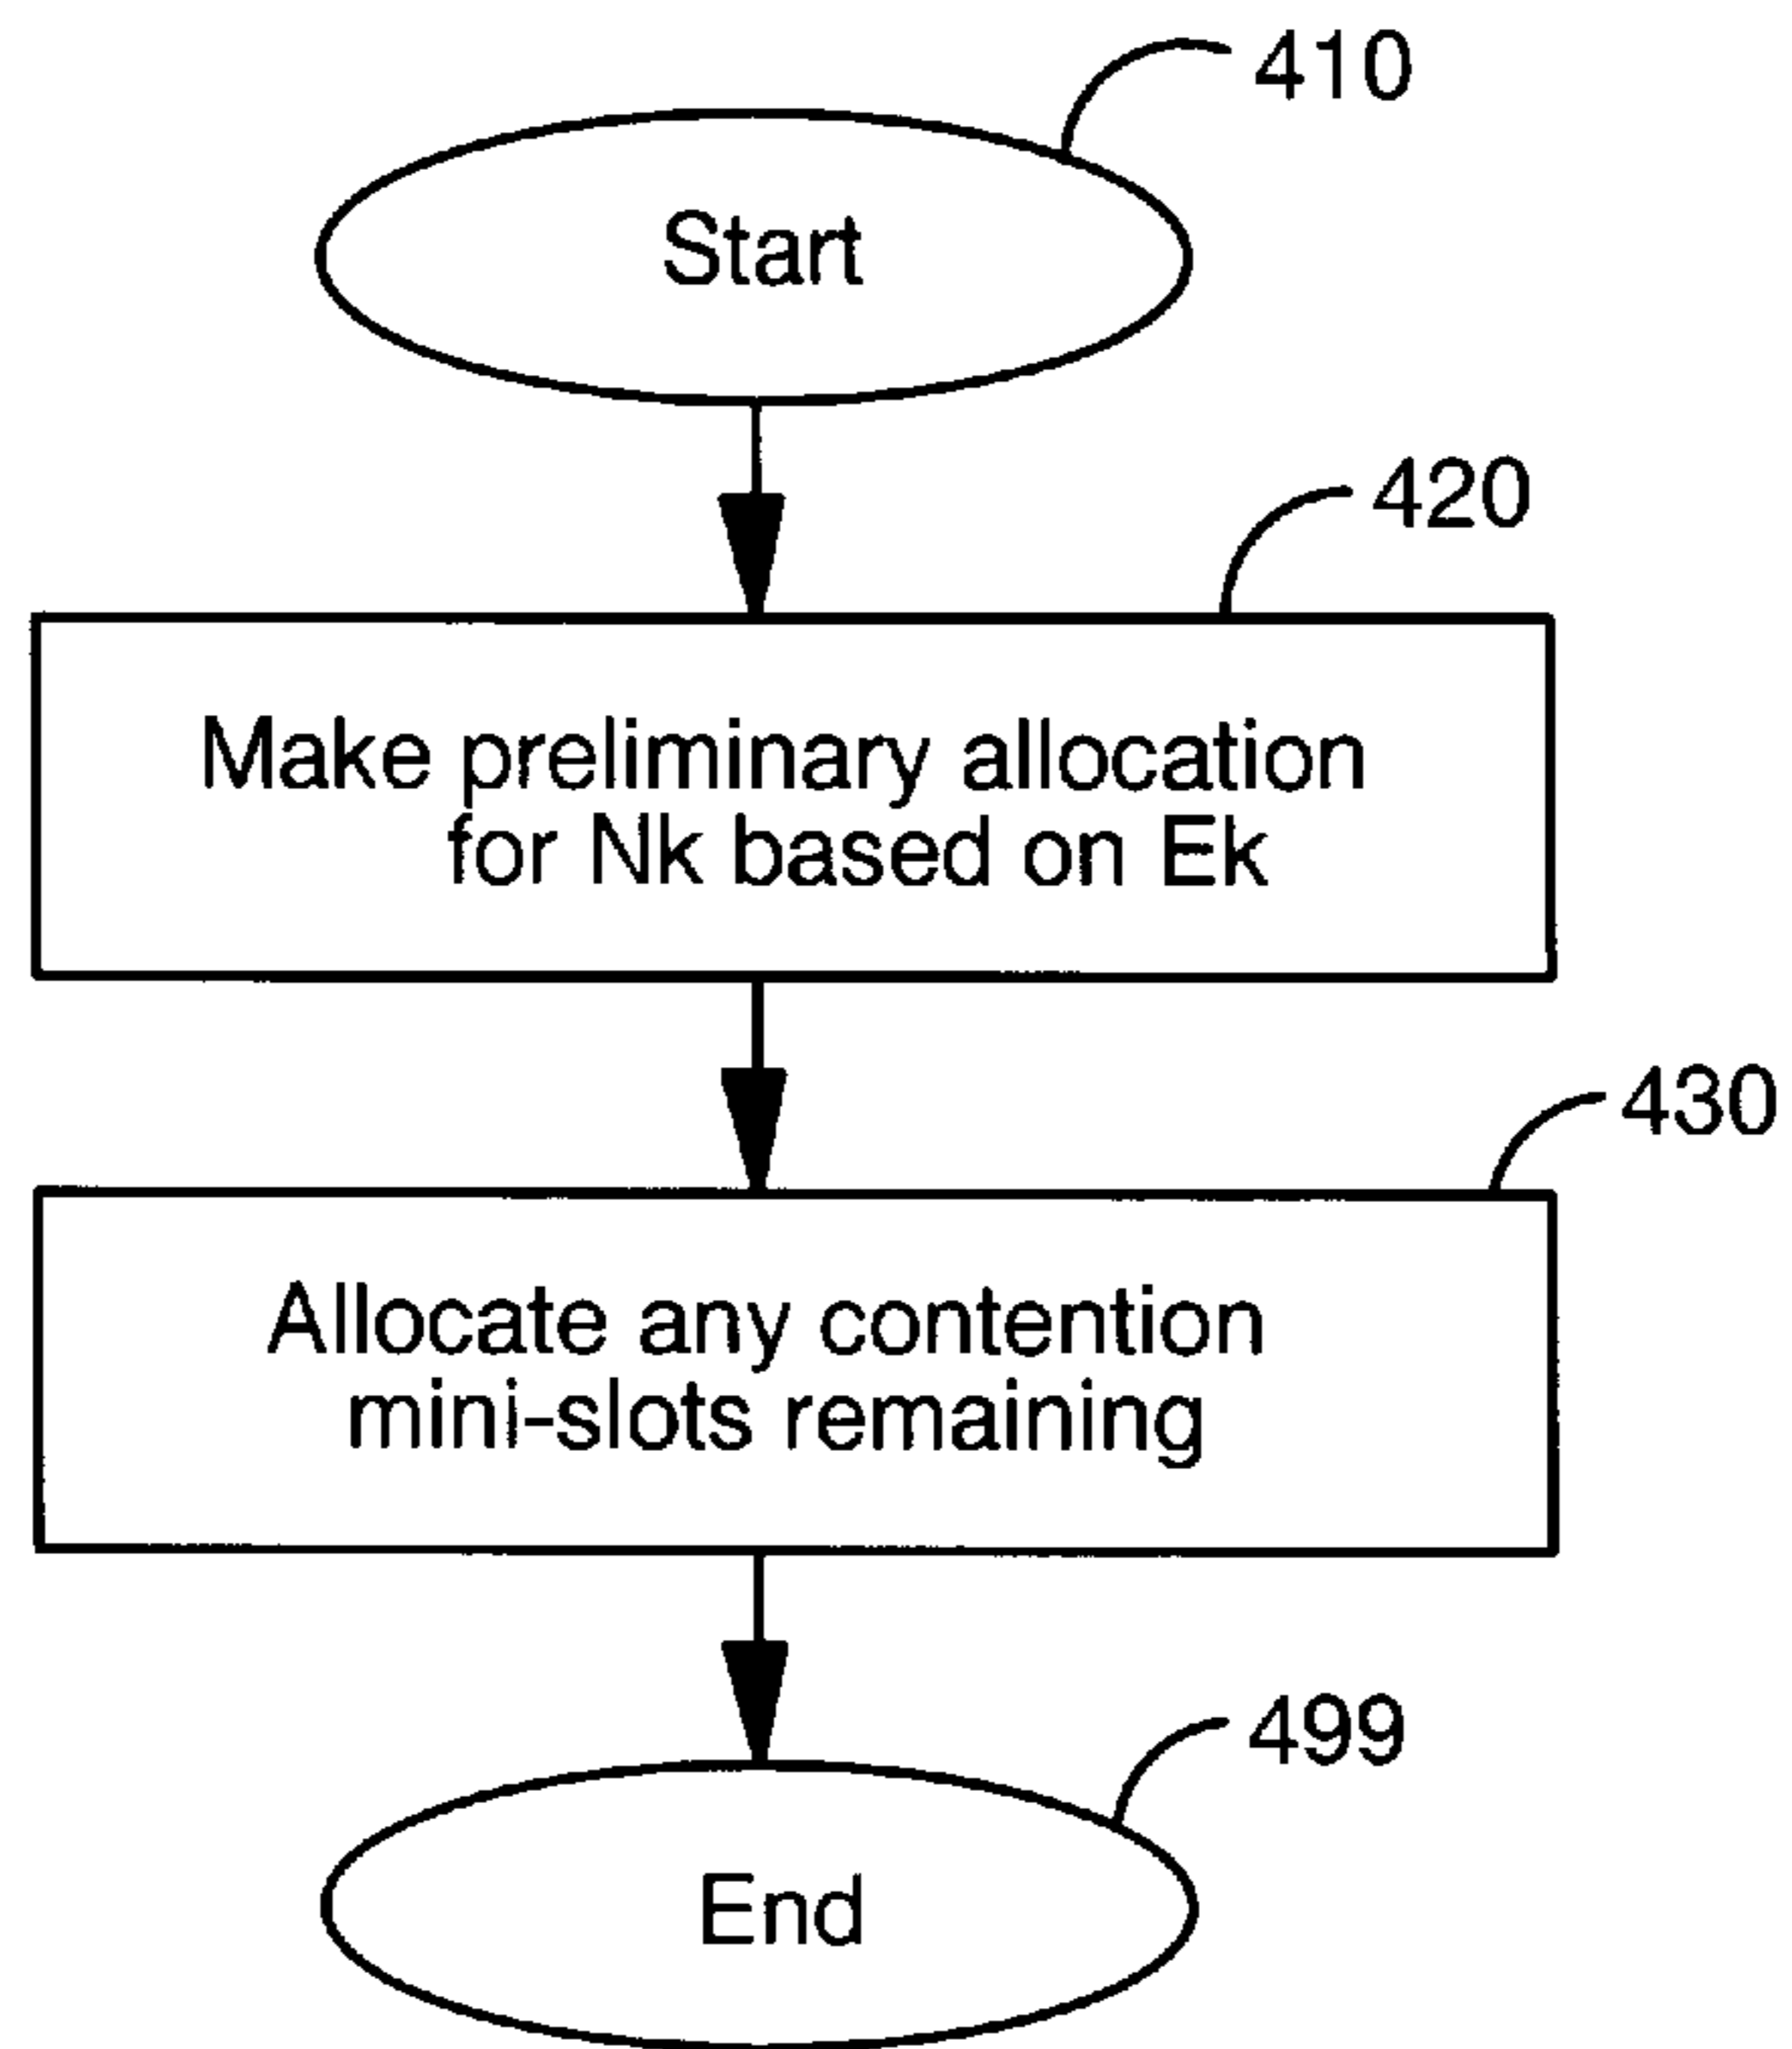 410
Start
420
Make preliminary allocation
for Nk based on Ek
430
Allocate any contention
mini-slots remaining
499
End